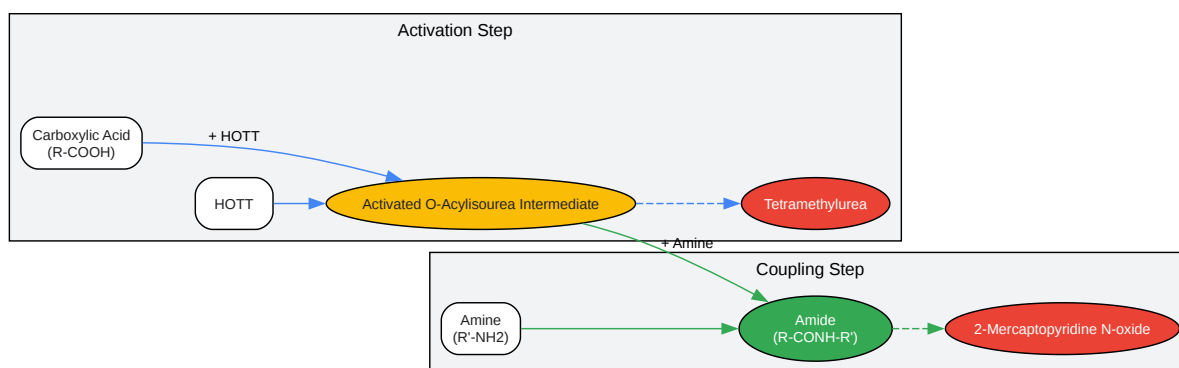 Activation Step
Carboxylic Acid
(R-COOH)
+ HOTT
HOTT
Activated O-Acylisourea Intermediate
Tetramethylurea
+ Amine
Coupling Step
Amine
(R'-NH2)
Amide
(R-CONH-R')
2-Mercaptopyridine N-oxide